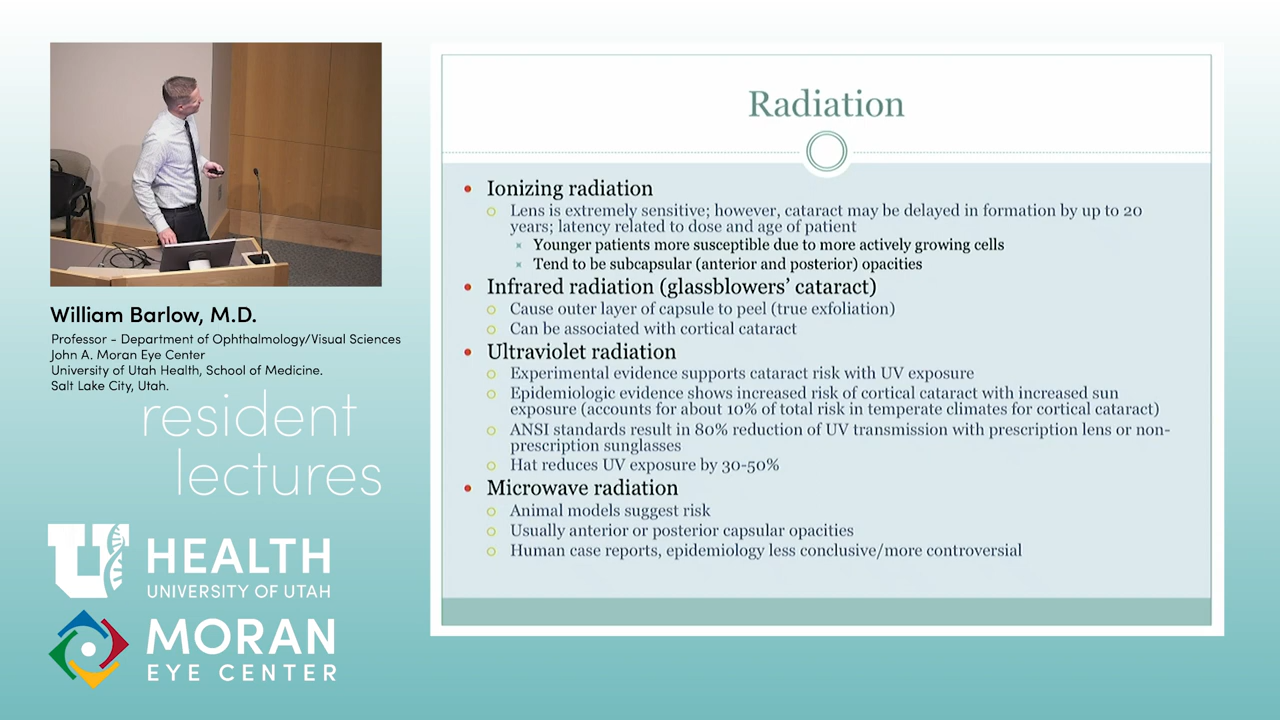 William Barlow, M.D.
Professor - Department of Ophthalmology/Visual Sciences
John A. Moran Eye Center
University of Utah Health, School of Medicine.
Salt Lake City, Utah.
resident
lectures
U HEALTH
UNIVERSITY OF UTAH
MORAN
EYE CENTER
Radiation
Ionizing radiation
Lens is extremely sensitive; however, cataract may be delayed in formation by up to 20
years; latency related to dose and age of patient
Younger patients more susceptible due to more actively growing cells
Tend to be subcapsular (anterior and posterior) opacities
Infrared radiation (glassblowers’ cataract)
Cause outer layer of capsule to peel (true exfoliation)
Can be associated with cortical cataract
Ultraviolet radiation
Experimental evidence supports cataract risk with UV exposure
Epidemiologic evidence shows increased risk of cortical cataract with increased sun
exposure (accounts for about 10% of total risk in temperate climates for cortical cataract)
ANSI standards result in 80% reduction of UV transmission with prescription lens or non-
prescription sunglasses
Hat reduces UV exposure by 30-50%
Microwave radiation
Animal models suggest risk
Usually anterior or posterior capsular opacities
Human case reports, epidemiology less conclusive/more controversial